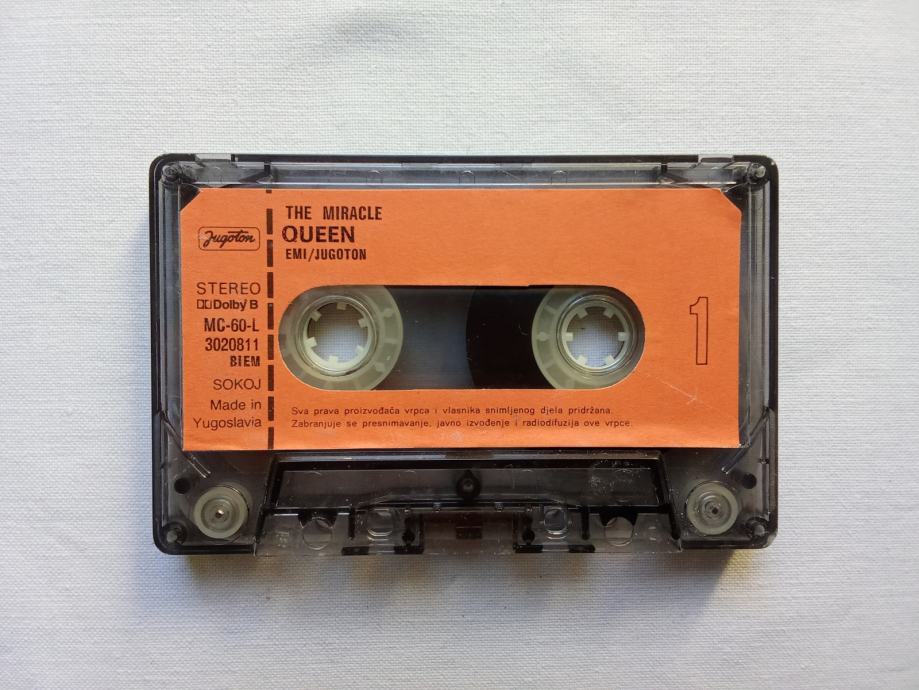 Jugoton
THE MIRACLE
QUEEN
EMI/JUGOTON
STEREO
Dolby B
MC-60-L
3020811
BIEM
SOKOJ
Made in
Yugoslavia
1
Sva prava proizvođača vrpca i vlasnika snimljenog djela pridržana.
Zabranjuje se presnimavanje, javno izvođenje i radiodifuzija ove vrpce.